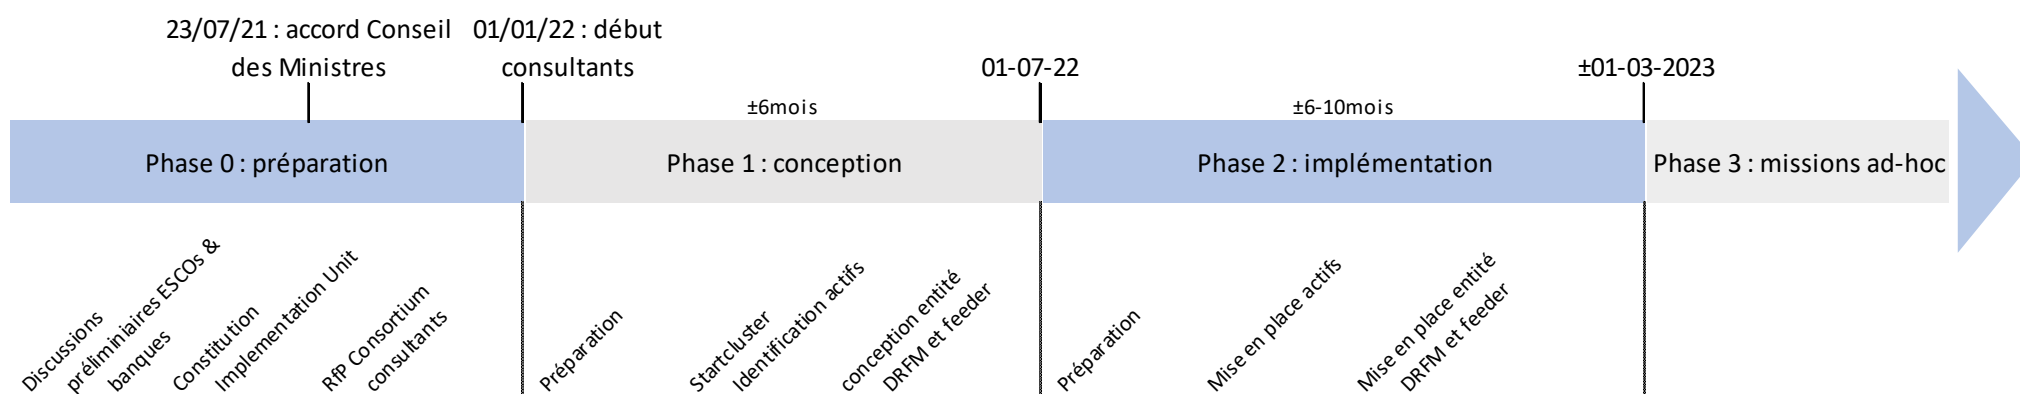 23/07/21 : accord Conseil
des Ministres
01/01/22 : début
consultants
01-07-22
±01-03-2023
±6mois
±6-10mois
Phase 0 : préparation
Phase 1 : conception
Phase 2 : implémentation
Phase 3 : missions ad-hoc
Discussions
préliminiaires ESCOs &
banques
Constitution
Implementation Unit
RfP Consortium
consultants
Préparation
Startcluster
Identification actifs
conception entité
DRFM et feeder
Préparation
Mise en place actifs
Mise en place entité
DRFM et feeder